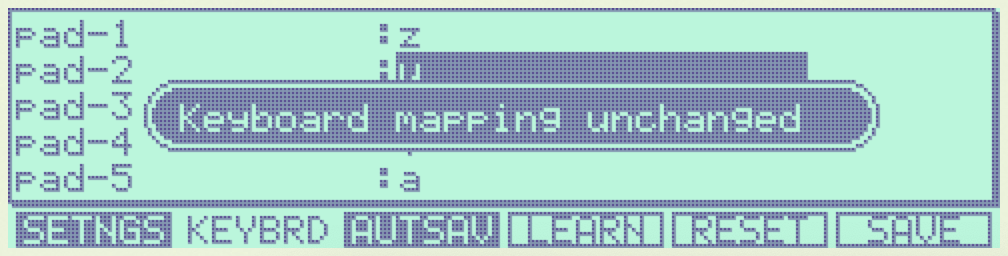 pad-1 :z
pad-2 :
Keyboard mapping unchanged
pad-3
pad-4
pad-5 :a
SETNGS KEYBRD AUTSAV LEARN RESET SAVE